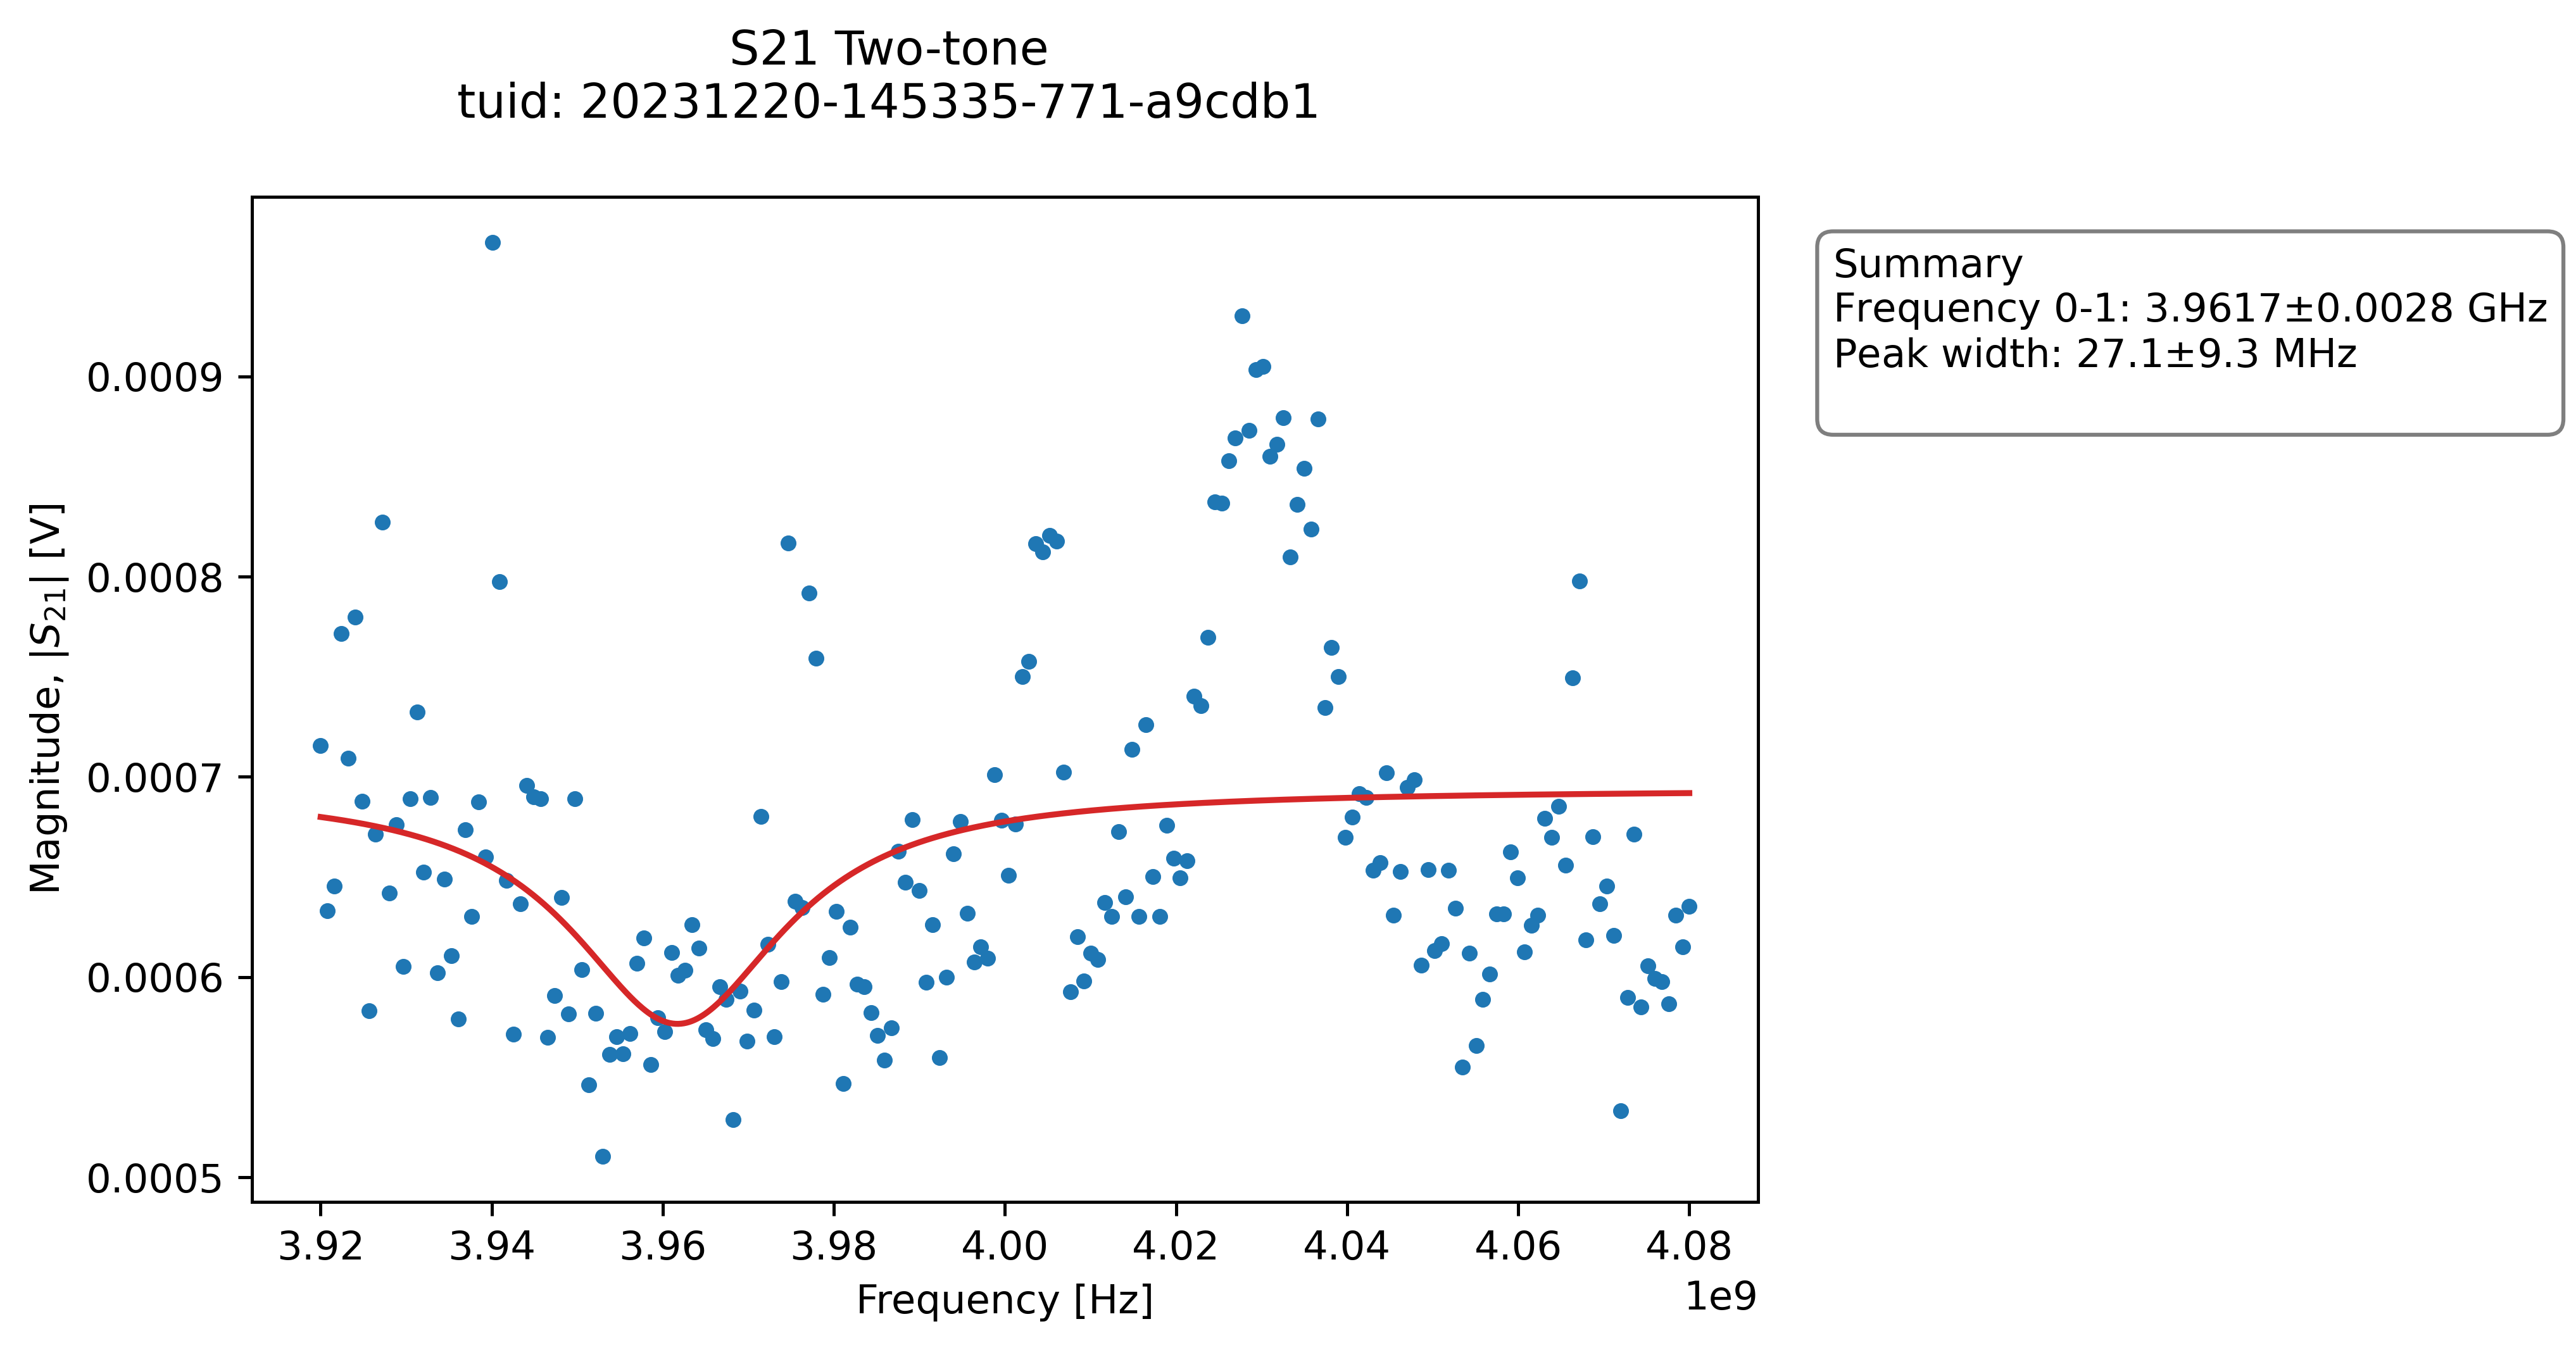 S21 Two-tone
tuid: 20231220-145335-771-a9cdb1
Summary
Frequency 0-1: 3.9617±0.0028 GHz
Peak width: 27.1±9.3 MHz
Magnitude, |S21| [V]
0.0009
0.0008
0.0007
0.0006
0.0005
3.92 3.94 3.96 3.98 4.00 4.02 4.04 4.06 4.08
Frequency [Hz]
1e9